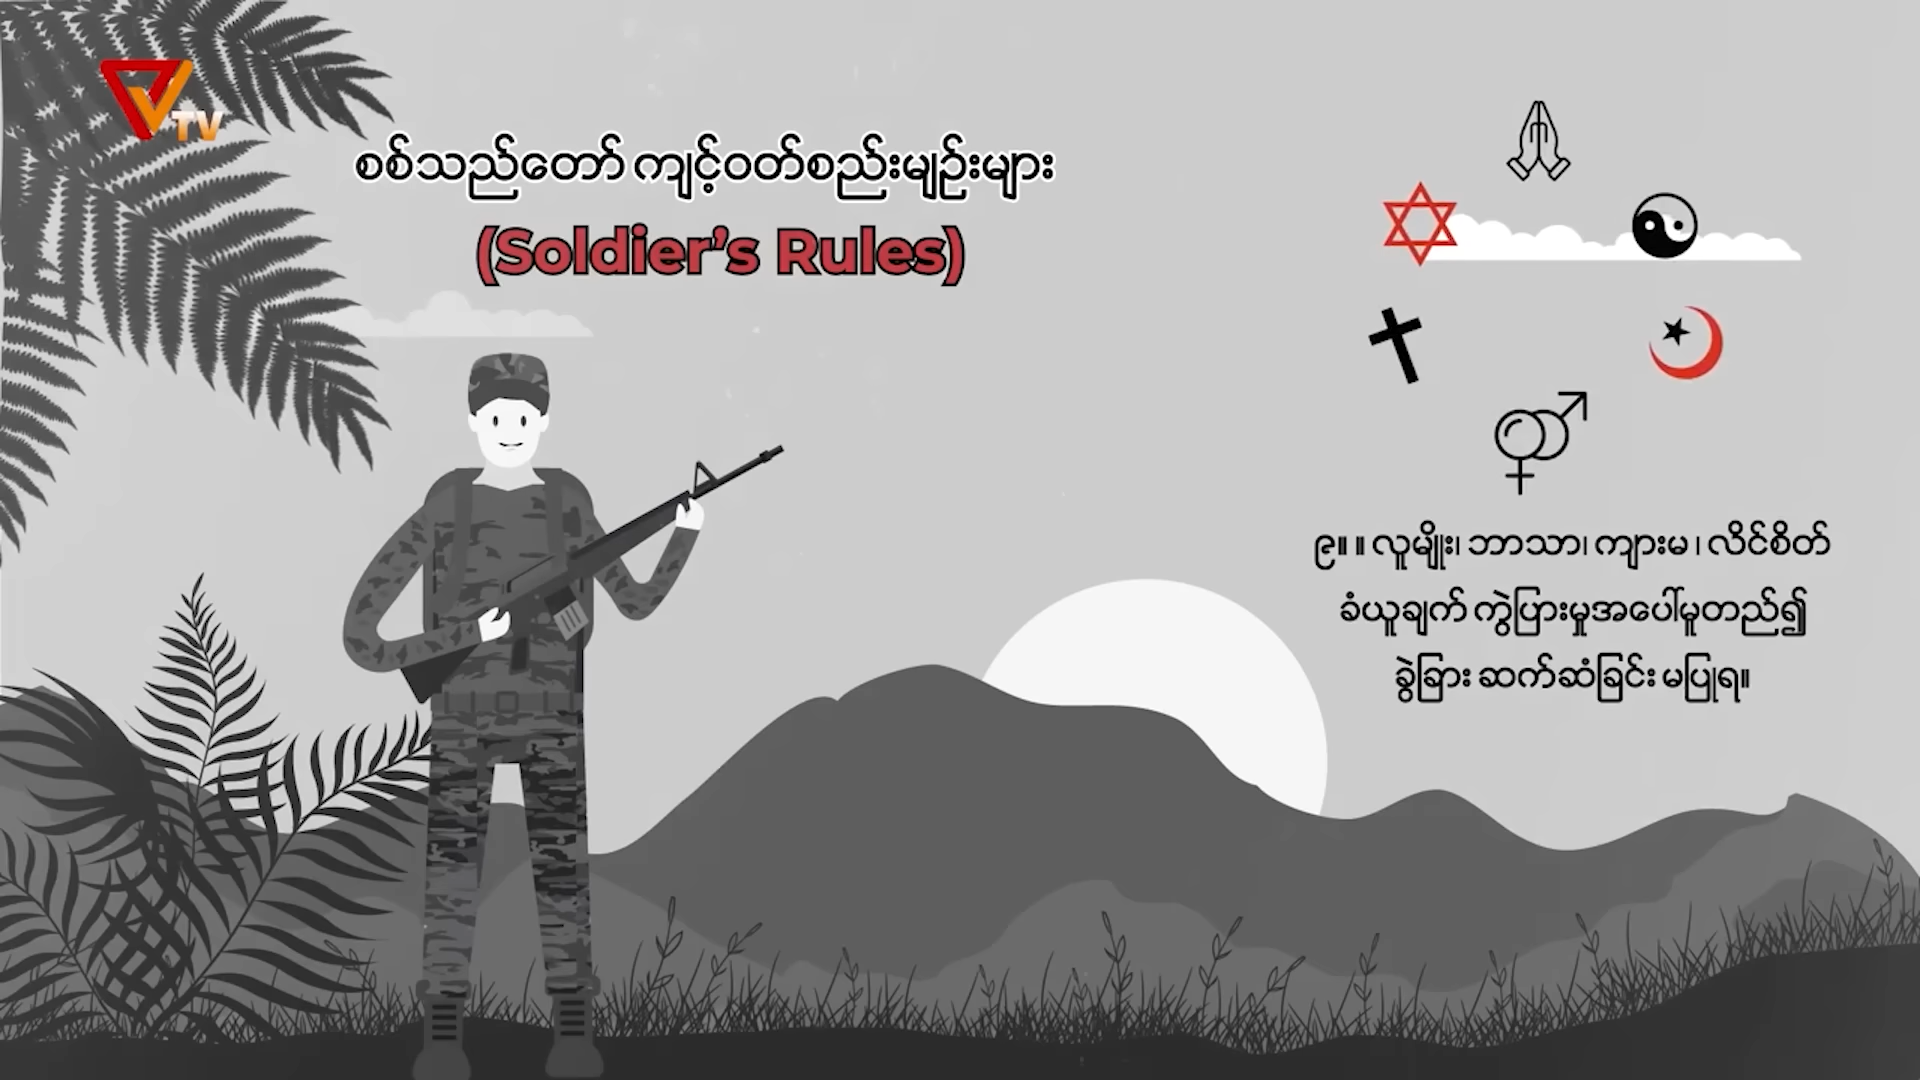 TV
စစ်သည်တော် ကျင့်ဝတ်စည်းမျဉ်းများ
(Soldier's Rules)
၉။ ။ လူမျိုး၊ ဘာသာ၊ ကျားမ ၊ လိင်စိတ်
ခံယူချက် ကွဲပြားမှုအပေါ်မူတည်၍
ခွဲခြား ဆက်ဆံခြင်း မပြုရ။